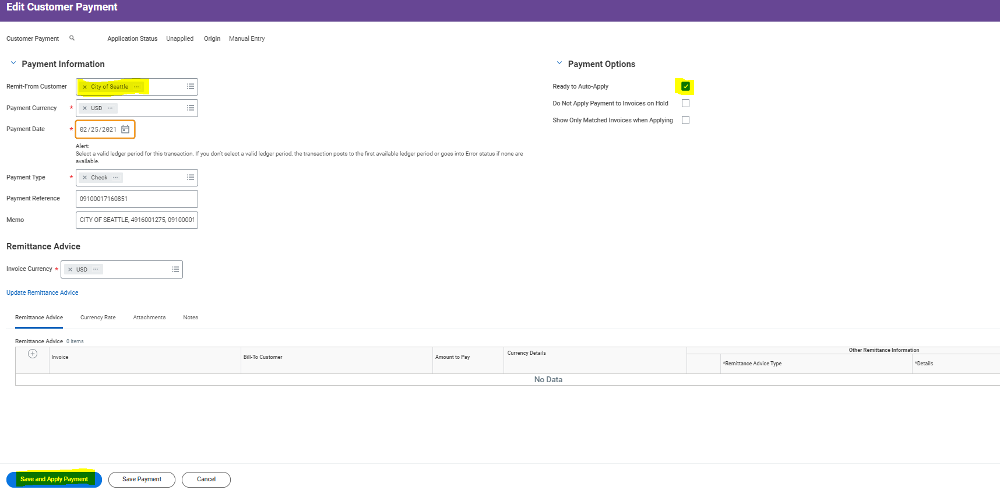 Edit Customer Payment
Customer Payment Application Status Unapplied Origin Manual Entry
Payment Information
Remit-From Customer City of Seattle
Payment Currency * USD
Payment Date * 02/25/2021
Alert:
Select a valid ledger period for this transaction. If you don't select a valid ledger period, the transaction posts to the first available ledger period or goes into Error status if none are
available.
Payment Type * Check
Payment Reference 09100017160851
Memo CITY OF SEATTLE, 4916001275, 09100001
Payment Options
Ready to Auto-Apply
Do Not Apply Payment to Invoices on Hold
Show Only Matched Invoices when Applying
Remittance Advice
Invoice Currency * USD
Update Remittance Advice
Remittance Advice Currency Rate Attachments Notes
Remittance Advice 0 items
Invoice Bill-To Customer Amount to Pay Currency Details Other Remittance Information
*Remittance Advice Type *Details
No Data
Save and Apply Payment Save Payment Cancel